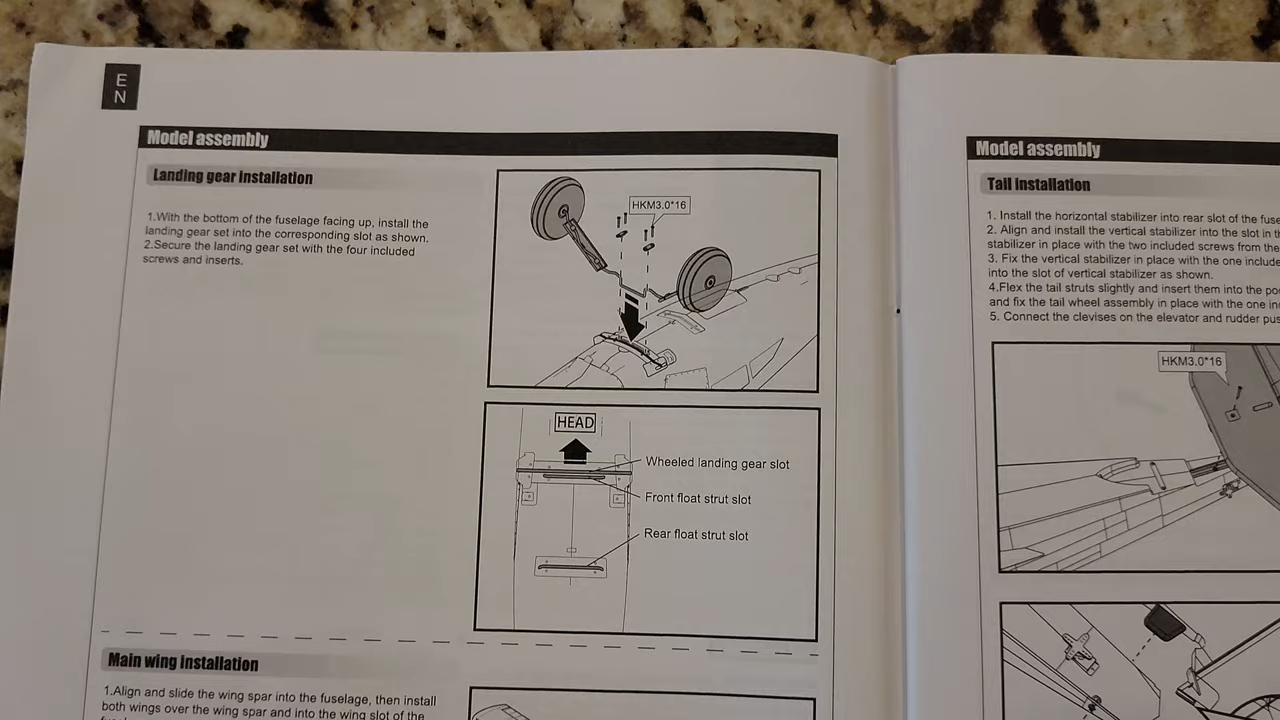 E
N
Model assembly
Landing gear installation
1.With the bottom of the fuselage facing up, install the
landing gear set into the corresponding slot as shown.
2.Secure the landing gear set with the four included
screws and inserts.
HKM3.0*16
HEAD
Wheeled landing gear slot
Front float strut slot
Rear float strut slot
Main wing installation
1.Align and slide the wing spar into the fuselage, then install
both wings over the wing spar and into the wing slot of the
Model assembly
Tail installation
1. Install the horizontal stabilizer into rear slot of the fuse
2. Align and install the vertical stabilizer into the slot in th
stabilizer in place with the two included screws from the
3. Fix the vertical stabilizer in place with the one include
into the slot of vertical stabilizer as shown.
4.Flex the tail struts slightly and insert them into the po
and fix the tail wheel assembly in place with the one in
5. Connect the clevises on the elevator and rudder pus
HKM3.0*16